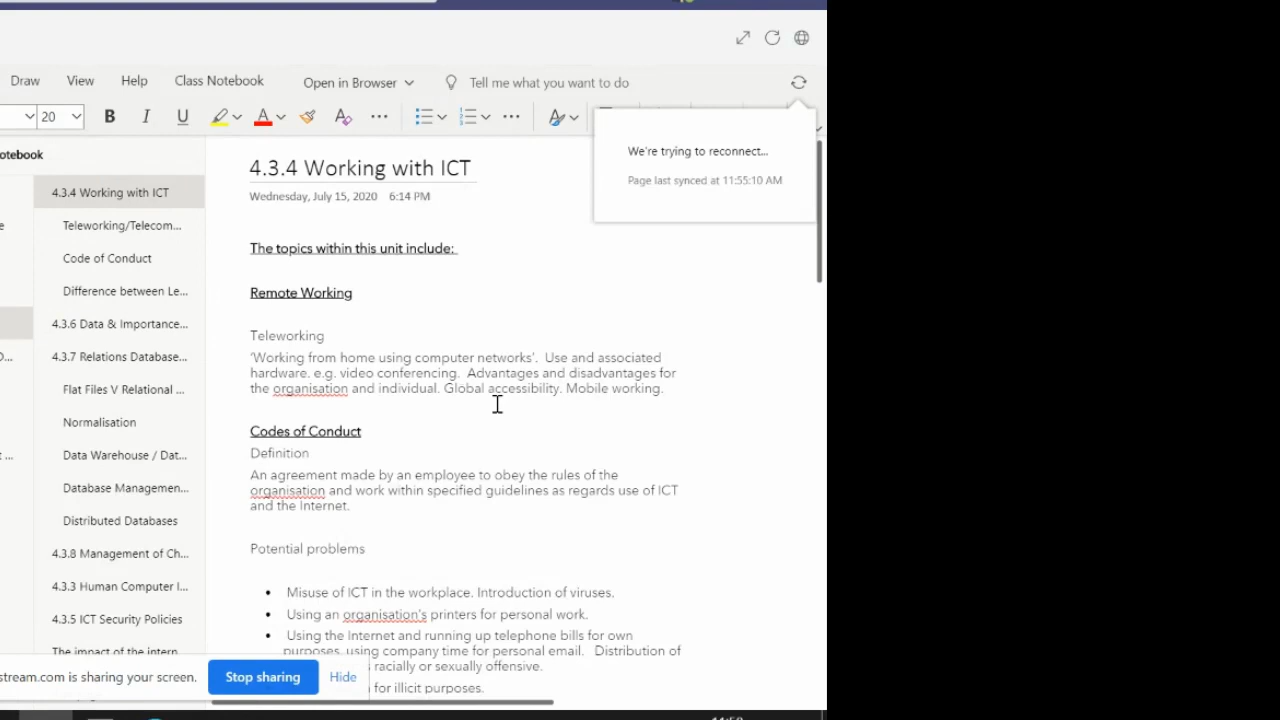 Draw View Help Class Notebook Open in Browser Tell me what you want to do
20 B I U A A
We're trying to reconnect...
Page last synced at 11:55:10 AM
otebook
4.3.4 Working with ICT
Teleworking/Telecom...
Code of Conduct
Difference between Le...
4.3.6 Data & Importance...
4.3.7 Relations Database...
Flat Files V Relational ...
Normalisation
Data Warehouse / Dat...
Database Managemen...
Distributed Databases
4.3.8 Management of Ch...
4.3.3 Human Computer I...
4.3.5 ICT Security Policies
The impact of the intern
4.3.4 Working with ICT
Wednesday, July 15, 2020 6:14 PM
The topics within this unit include:
Remote Working
Teleworking
'Working from home using computer networks'. Use and associated
hardware. e.g. video conferencing. Advantages and disadvantages for
the organisation and individual. Global accessibility. Mobile working.
Codes of Conduct
Definition
An agreement made by an employee to obey the rules of the
organisation and work within specified guidelines as regards use of ICT
and the Internet.
Potential problems
• Misuse of ICT in the workplace. Introduction of viruses.
• Using an organisation's printers for personal work.
• Using the Internet and running up telephone bills for own
purposes, using company time for personal email. Distribution of
racially or sexually offensive.
for illicit purposes.
stream.com is sharing your screen. Stop sharing Hide